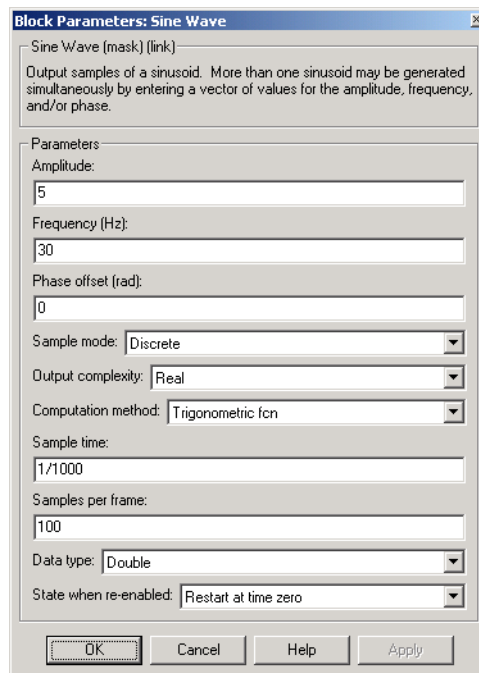 Block Parameters: Sine Wave
Sine Wave (mask) (link)
Output samples of a sinusoid.  More than one sinusoid may be generated
simultaneously by entering a vector of values for the amplitude, frequency,
and/or phase.
Parameters
Amplitude:
5
Frequency (Hz):
30
Phase offset (rad):
0
Sample mode: Discrete
Output complexity: Real
Computation method: Trigonometric fcn
Sample time:
1/1000
Samples per frame:
100
Data type: Double
State when re-enabled: Restart at time zero
OK Cancel Help Apply